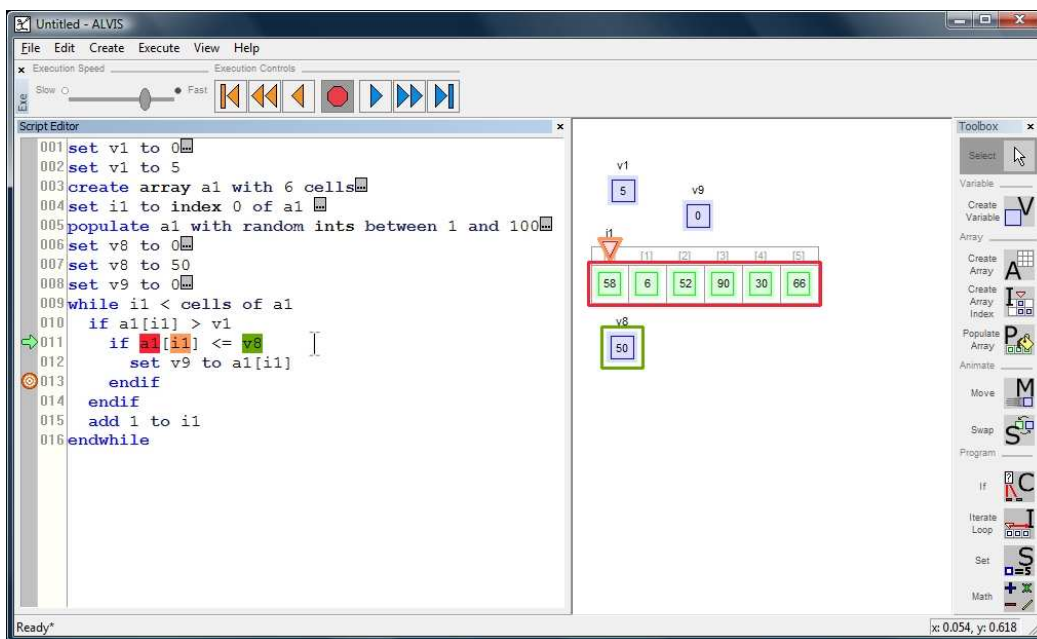 Untitled - ALVIS
File Edit Create Execute View Help
Execution Speed Execution Controls
Exe
Slow Fast
Script Editor
001 set v1 to 0...
002 set v1 to 5
003 create array a1 with 6 cells...
004 set i1 to index 0 of a1 ...
005 populate a1 with random ints between 1 and 100...
006 set v8 to 0...
007 set v8 to 50
008 set v9 to 0...
009 while i1 < cells of a1
010 if a1[i1] > v1
011 if a1[i1] <= v8
012 set v9 to a1[i1]
013 endif
014 endif
015 add 1 to i1
016 endwhile
v1
5
v9
0
i1
[1] [2] [3] [4] [5]
58 6 52 90 30 66
v8
50
Toolbox
Select
Variable
Create Variable
V
Array
Create Array
A
Create Array Index
I
Populate Array
P
Animate
Move
M
Swap
S
Program
If
C
Iterate Loop
I
Set
S
Math
Ready*
x: 0.054, y: 0.618